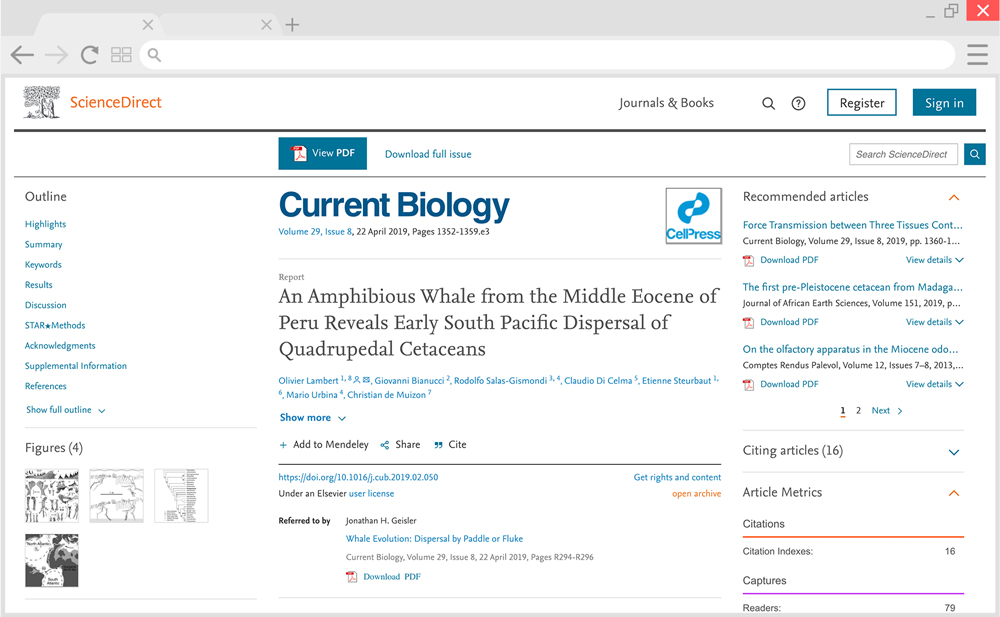 ScienceDirect
Journals & Books
Register
Sign in
View PDF
Download full issue
Search ScienceDirect
Outline
Highlights
Summary
Keywords
Results
Discussion
STAR★Methods
Acknowledgments
Supplemental Information
References
Show full outline
Figures (4)
Current Biology
Volume 29, Issue 8, 22 April 2019, Pages 1352-1359.e3
CelPress
Report
An Amphibious Whale from the Middle Eocene of
Peru Reveals Early South Pacific Dispersal of
Quadrupedal Cetaceans
Olivier Lambert 1, 8, Giovanni Bianucci 2, Rodolfo Salas-Gismondi 3, 4, Claudio Di Celma 5, Etienne Steurbaut 1,
6, Mario Urbina 4, Christian de Muizon 7
Show more
Add to Mendeley Share Cite
https://doi.org/10.1016/j.cub.2019.02.050
Get rights and content
Under an Elsevier user license
open archive
Referred to by Jonathan H. Geisler
Whale Evolution: Dispersal by Paddle or Fluke
Current Biology, Volume 29, Issue 8, 22 April 2019, Pages R294-R296
Download PDF
Recommended articles
Force Transmission between Three Tissues Cont...
Current Biology, Volume 29, Issue 8, 2019, pp. 1360-1...
Download PDF View details
The first pre-Pleistocene cetacean from Madaga...
Journal of African Earth Sciences, Volume 151, 2019, p...
Download PDF View details
On the olfactory apparatus in the Miocene odo...
Comptes Rendus Palevol, Volume 12, Issues 7–8, 2013,...
Download PDF View details
1 2 Next
Citing articles (16)
Article Metrics
Citations
Citation Indexes: 16
Captures
Readers: 79